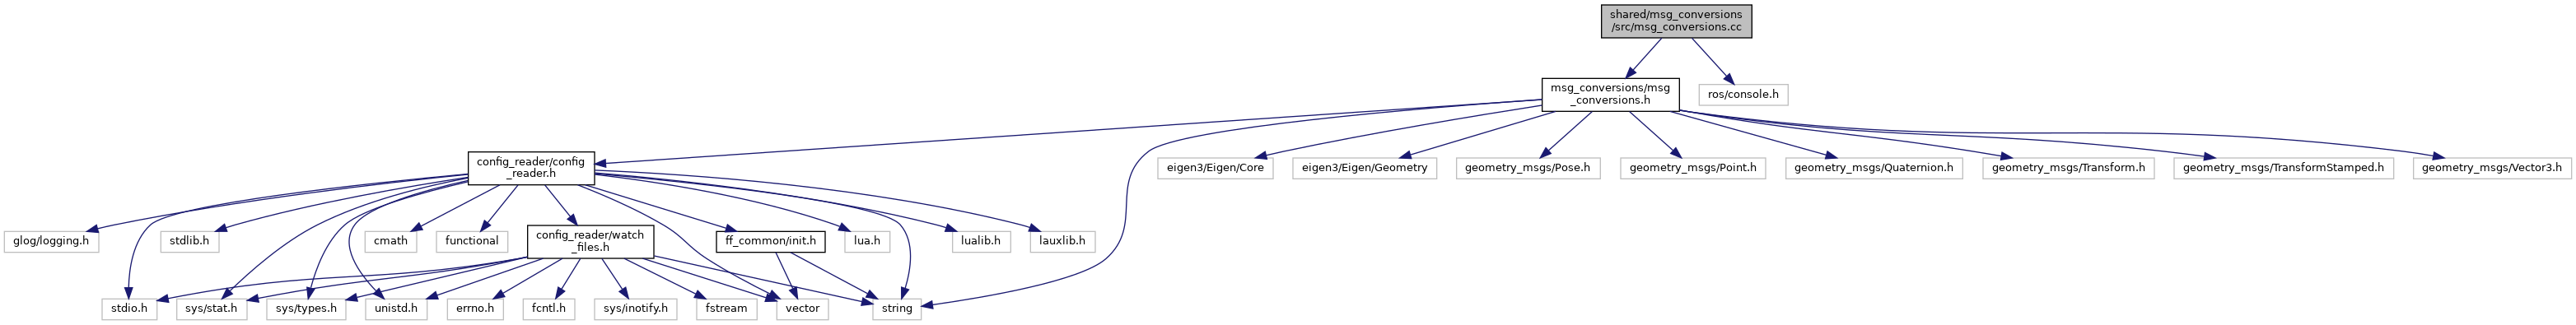 shared/msg_conversions
/src/msg_conversions.cc
msg_conversions/msg
_conversions.h
ros/console.h
config_reader/config
_reader.h
eigen3/Eigen/Core
eigen3/Eigen/Geometry
geometry_msgs/Pose.h
geometry_msgs/Point.h
geometry_msgs/Quaternion.h
geometry_msgs/Transform.h
geometry_msgs/TransformStamped.h
geometry_msgs/Vector3.h
glog/logging.h
stdlib.h
cmath
functional
config_reader/watch
_files.h
ff_common/init.h
lua.h
lualib.h
lauxlib.h
stdio.h
sys/stat.h
sys/types.h
unistd.h
errno.h
fcntl.h
sys/inotify.h
fstream
vector
string